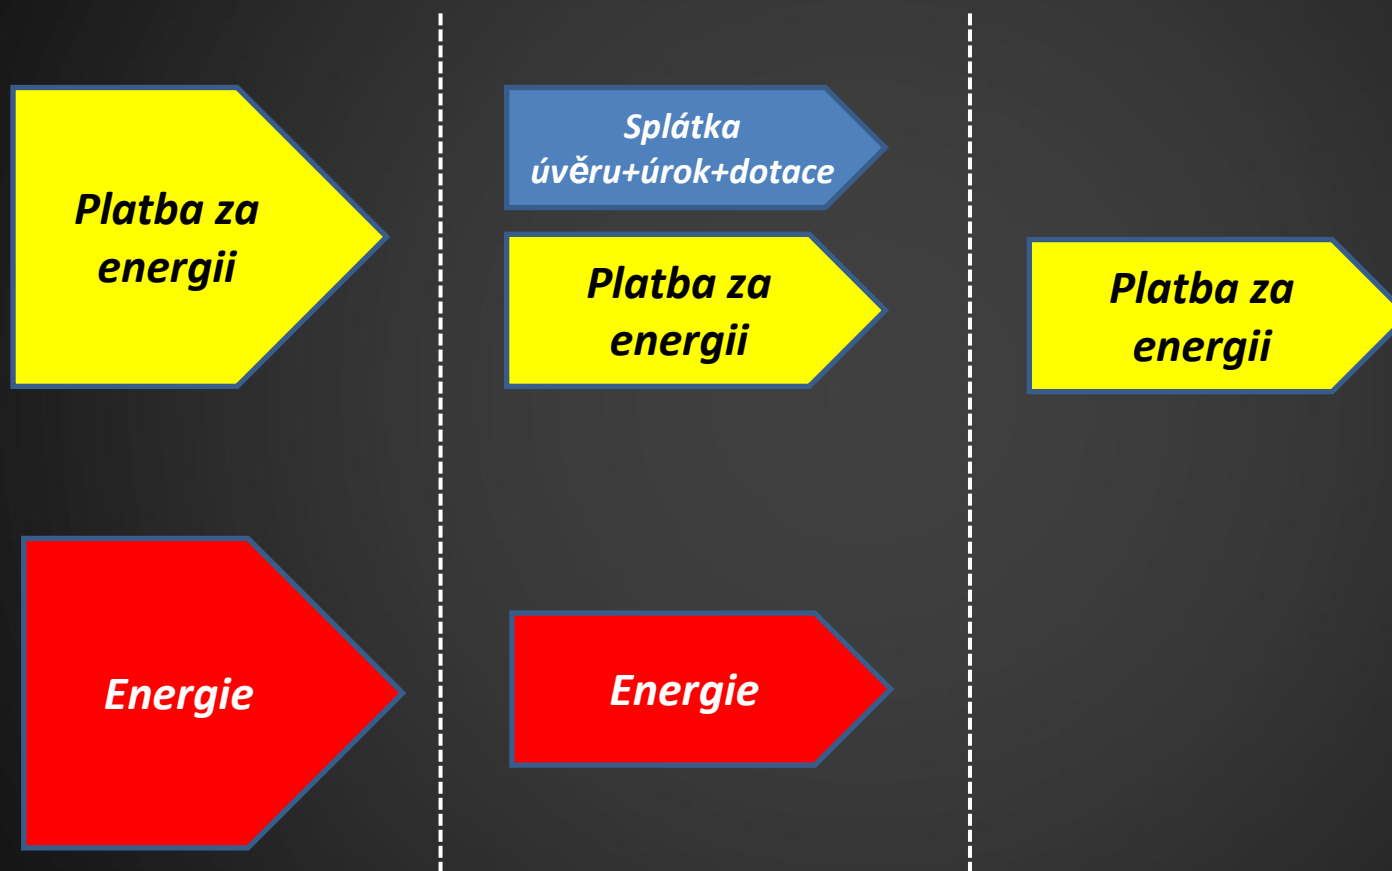 Platba za
energii
Splátka
úvěru+úrok+dotace
Platba za
energii
Platba za
energii
Energie
Energie